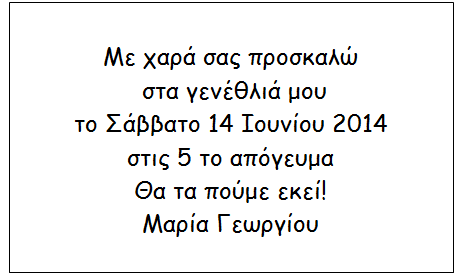 Με χαρά σας προσκαλώ
στα γενέθλιά μου
το Σάββατο 14 Ιουνίου 2014
στις 5 το απόγευμα
Θα τα πούμε εκεί!
Μαρία Γεωργίου